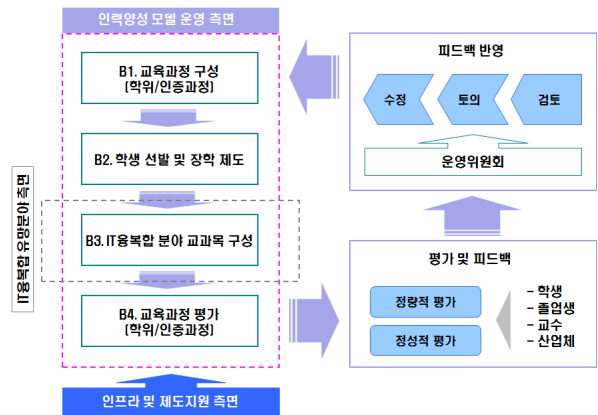 인력양성 모델 운영 측면
B1. 교육과정 구성
(학위/인증과정)
B2. 학생 선발 및 장학 제도
B3. IT융복합 분야 교과목 구성
B4. 교육과정 평가
(학위/인증과정)
IT융복합 유망분야 측면
인프라 및 제도지원 측면
피드백 반영
수정
토의
검토
운영위원회
평가 및 피드백
정량적 평가
정성적 평가
– 학생
– 졸업생
– 교수
– 산업체